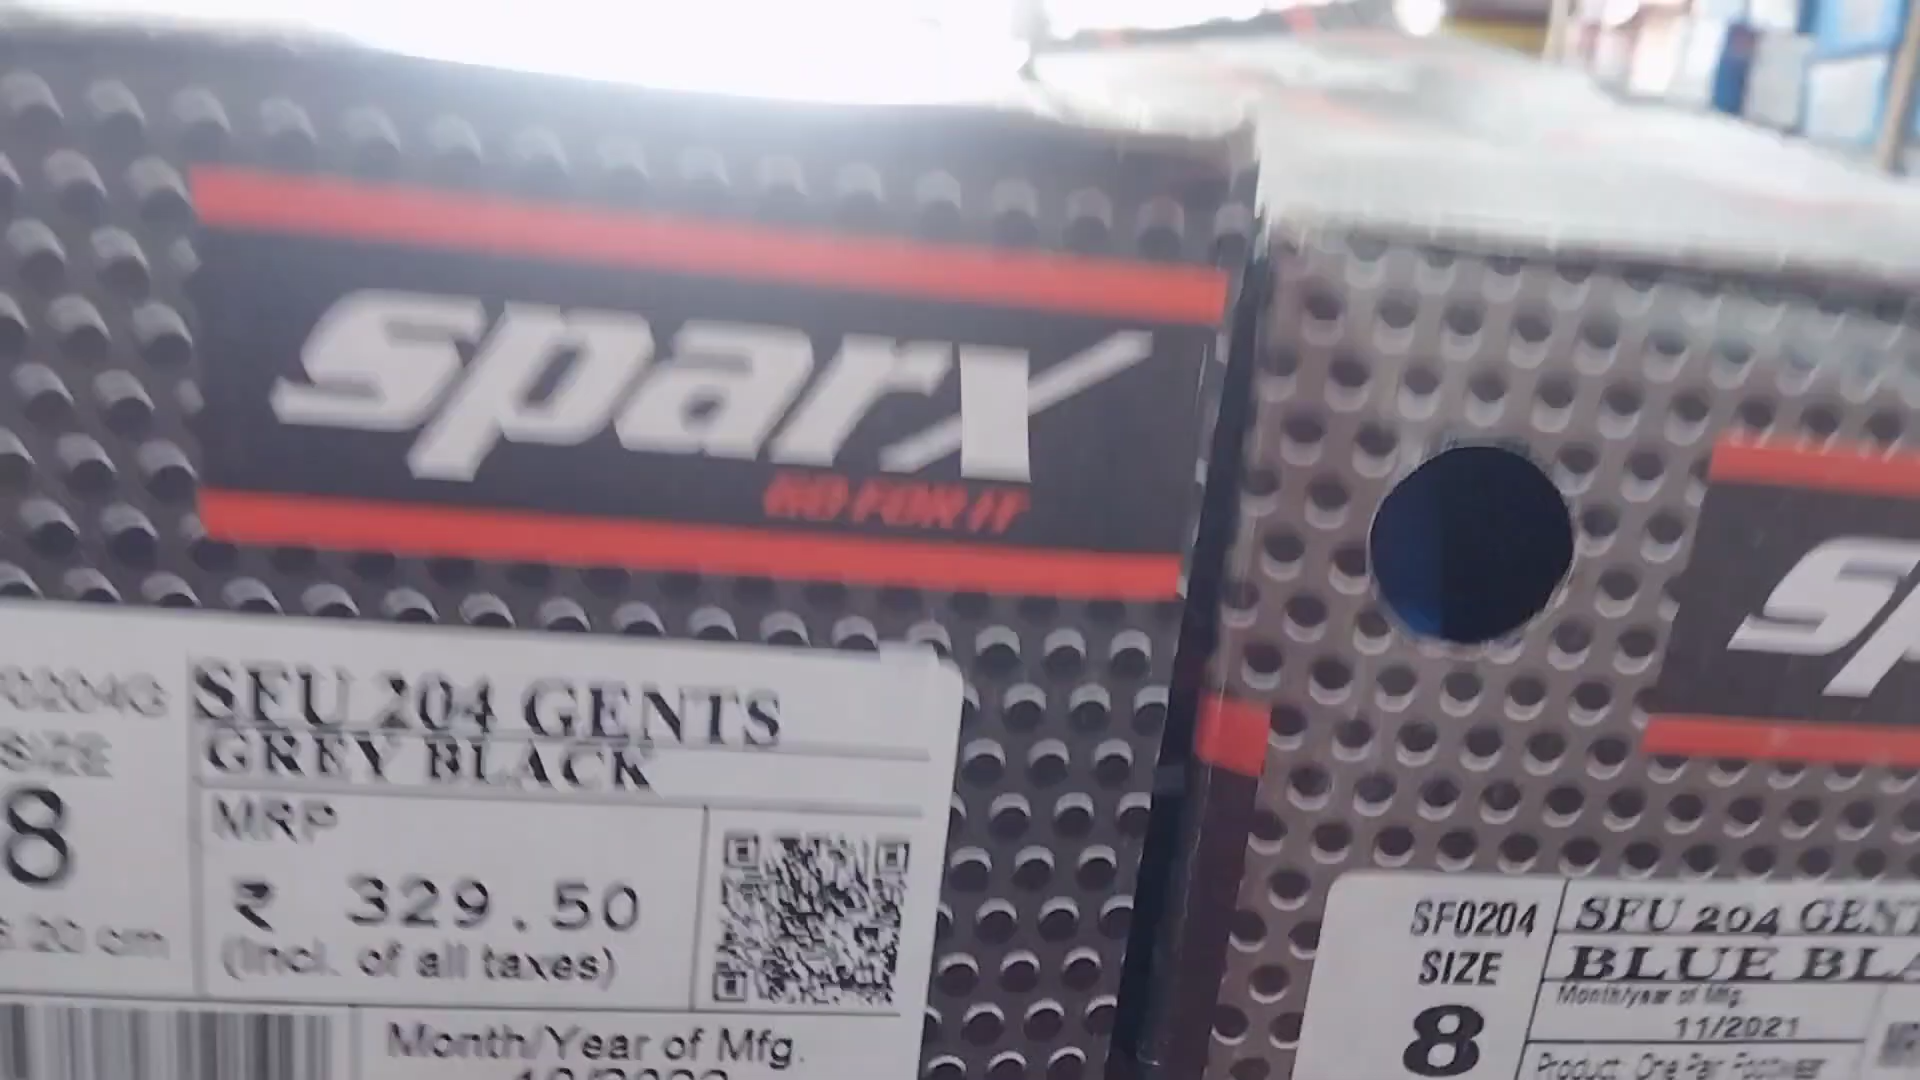 sparx
GO FOR IT
SFU 204 GENTS
GREY BLACK
SIZE
8
MRP
₹ 329.50
(Incl. of all taxes)
20 cm
Month/Year of Mfg.
SF0204
SFU 204
SIZE
BLUE
8
Month/year of Mfg.
11/2021
Product: One Pair Footwear